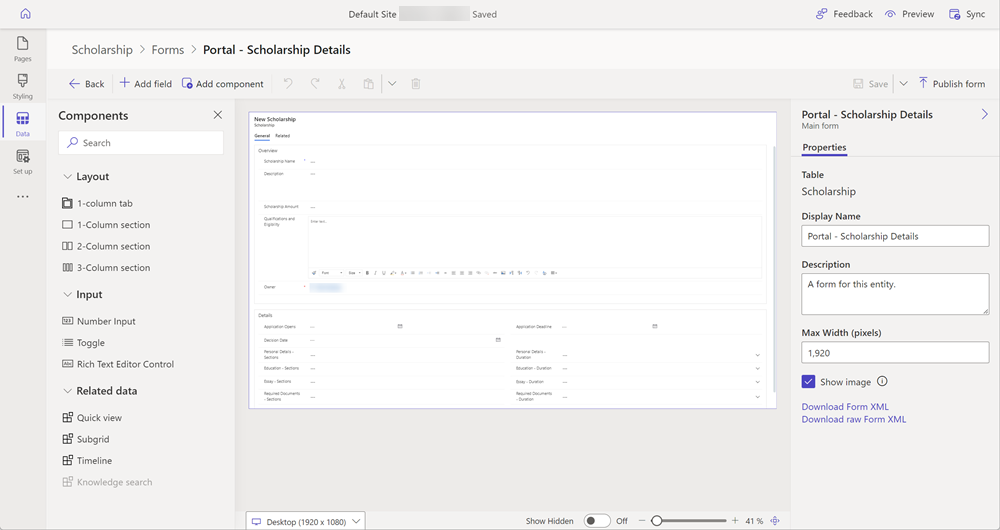 Default Site
Saved
Feedback
Preview
Sync
Pages
Styling
Data
Set up
Scholarship > Forms > Portal - Scholarship Details
Back
Add field
Add component
Save
Publish form
Components
Search
Layout
1-column tab
1-Column section
2-Column section
3-Column section
Input
Number Input
Toggle
Rich Text Editor Control
Related data
Quick view
Subgrid
Timeline
Knowledge search
New Scholarship
Scholarship
General Related
Overview
Scholarship Name * ---
Description ---
Scholarship Amount ---
Qualifications and
Eligibility
Enter text...
Font Size
Owner *
Details
Application Opens --- Application Deadline ---
Decision Date ---
Personal Details -
Sections ---
Personal Details -
Duration ---
Education - Sections --- Education - Duration ---
Essay - Sections --- Essay - Duration ---
Required Documents
- Sections ---
Required Documents
- Duration ---
Desktop (1920 x 1080)
Show Hidden Off
41 %
Portal - Scholarship Details
Main form
Properties
Table
Scholarship
Display Name
Portal - Scholarship Details
Description
A form for this entity.
Max Width (pixels)
1,920
Show image
Download Form XML
Download raw Form XML